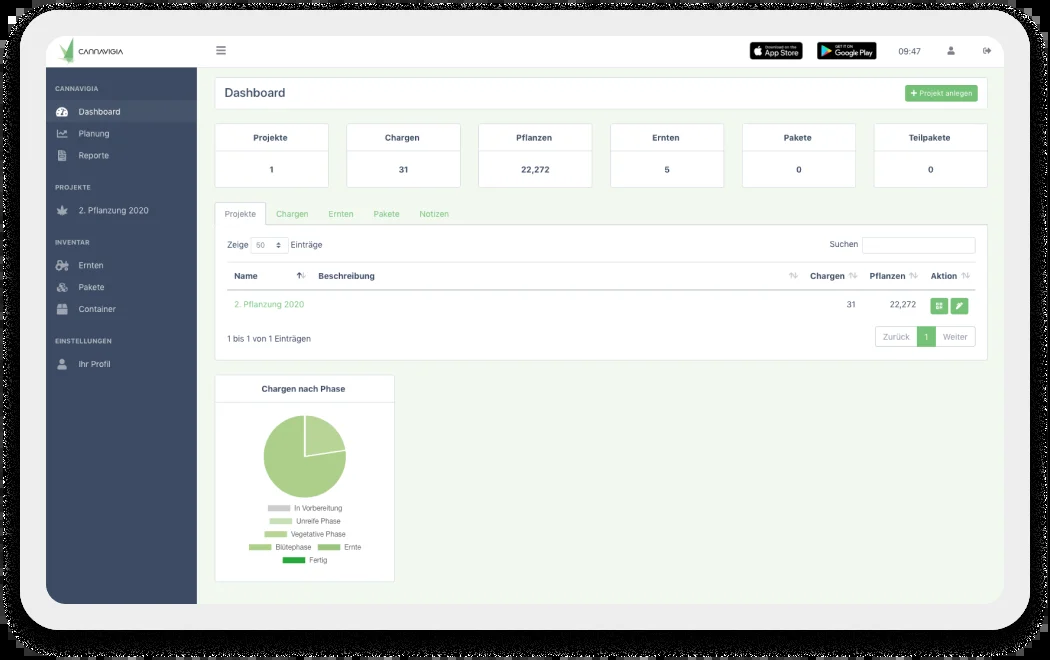 CANNAVIGIA
Download on the App Store
GET IT ON Google Play
09:47
CANNAVIGIA
Dashboard
Planung
Reporte
PROJEKTE
2. Pflanzung 2020
INVENTAR
Ernten
Pakete
Container
EINSTELLUNGEN
Ihr Profil
Dashboard
+ Projekt anlegen
Projekte Chargen Pflanzen Ernten Pakete Teilpakete
1 31 22,272 5 0 0
Projekte Chargen Ernten Pakete Notizen
Zeige 50 Einträge Suchen
Name Beschreibung Chargen Pflanzen Aktion
2. Pflanzung 2020 31 22,272
1 bis 1 von 1 Einträgen Zurück 1 Weiter
Chargen nach Phase
In Vorbereitung
Unreife Phase
Vegetative Phase
Blütephase Ernte
Fertig